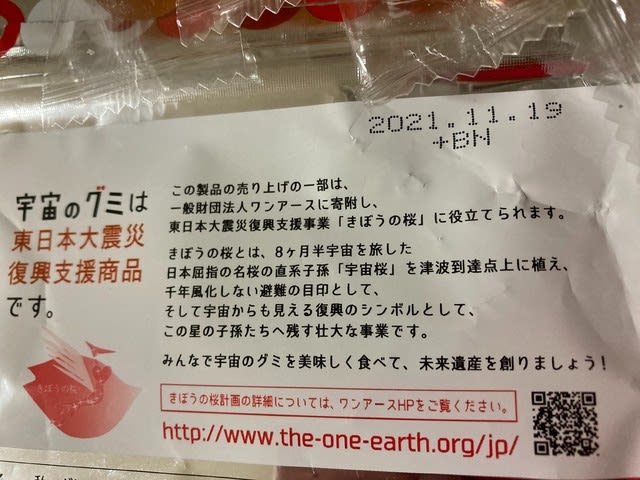 2021.11.19
+BN
宇宙のグミは
東日本大震災
復興支援商品
です。
この製品の売り上げの一部は、
一般財団法人ワンアースに寄附し、
東日本大震災復興支援事業「きぼうの桜」に役立てられます。
きぼうの桜とは、8ヶ月半宇宙を旅した
日本屈指の名桜の直系子孫「宇宙桜」を津波到達点上に植え、
千年風化しない避難の目印として、
そして宇宙からも見える復興のシンボルとして、
この星の子孫たちへ残す壮大な事業です。
みんなで宇宙のグミを美味しく食べて、未来遺産を創りましょう!
きぼうの桜
きぼうの桜計画の詳細については、ワンアースHPをご覧ください。
http://www.the-one-earth.org/jp/